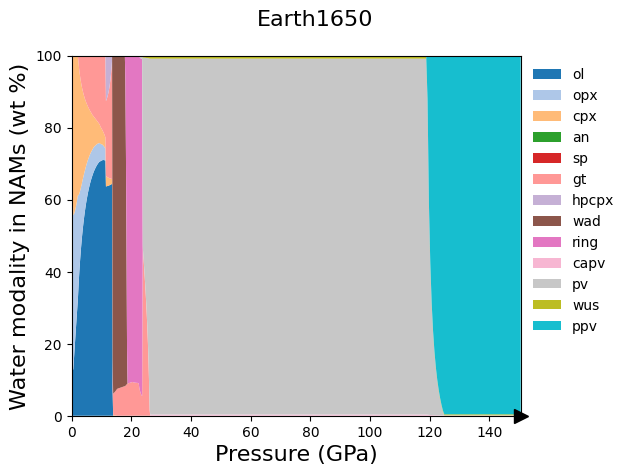 Earth1650
Water modality in NAMs (wt %)
100
80
60
40
20
0
0 20 40 60 80 100 120 140
Pressure (GPa)
ol
opx
cpx
an
sp
gt
hpcpx
wad
ring
capv
pv
wus
ppv